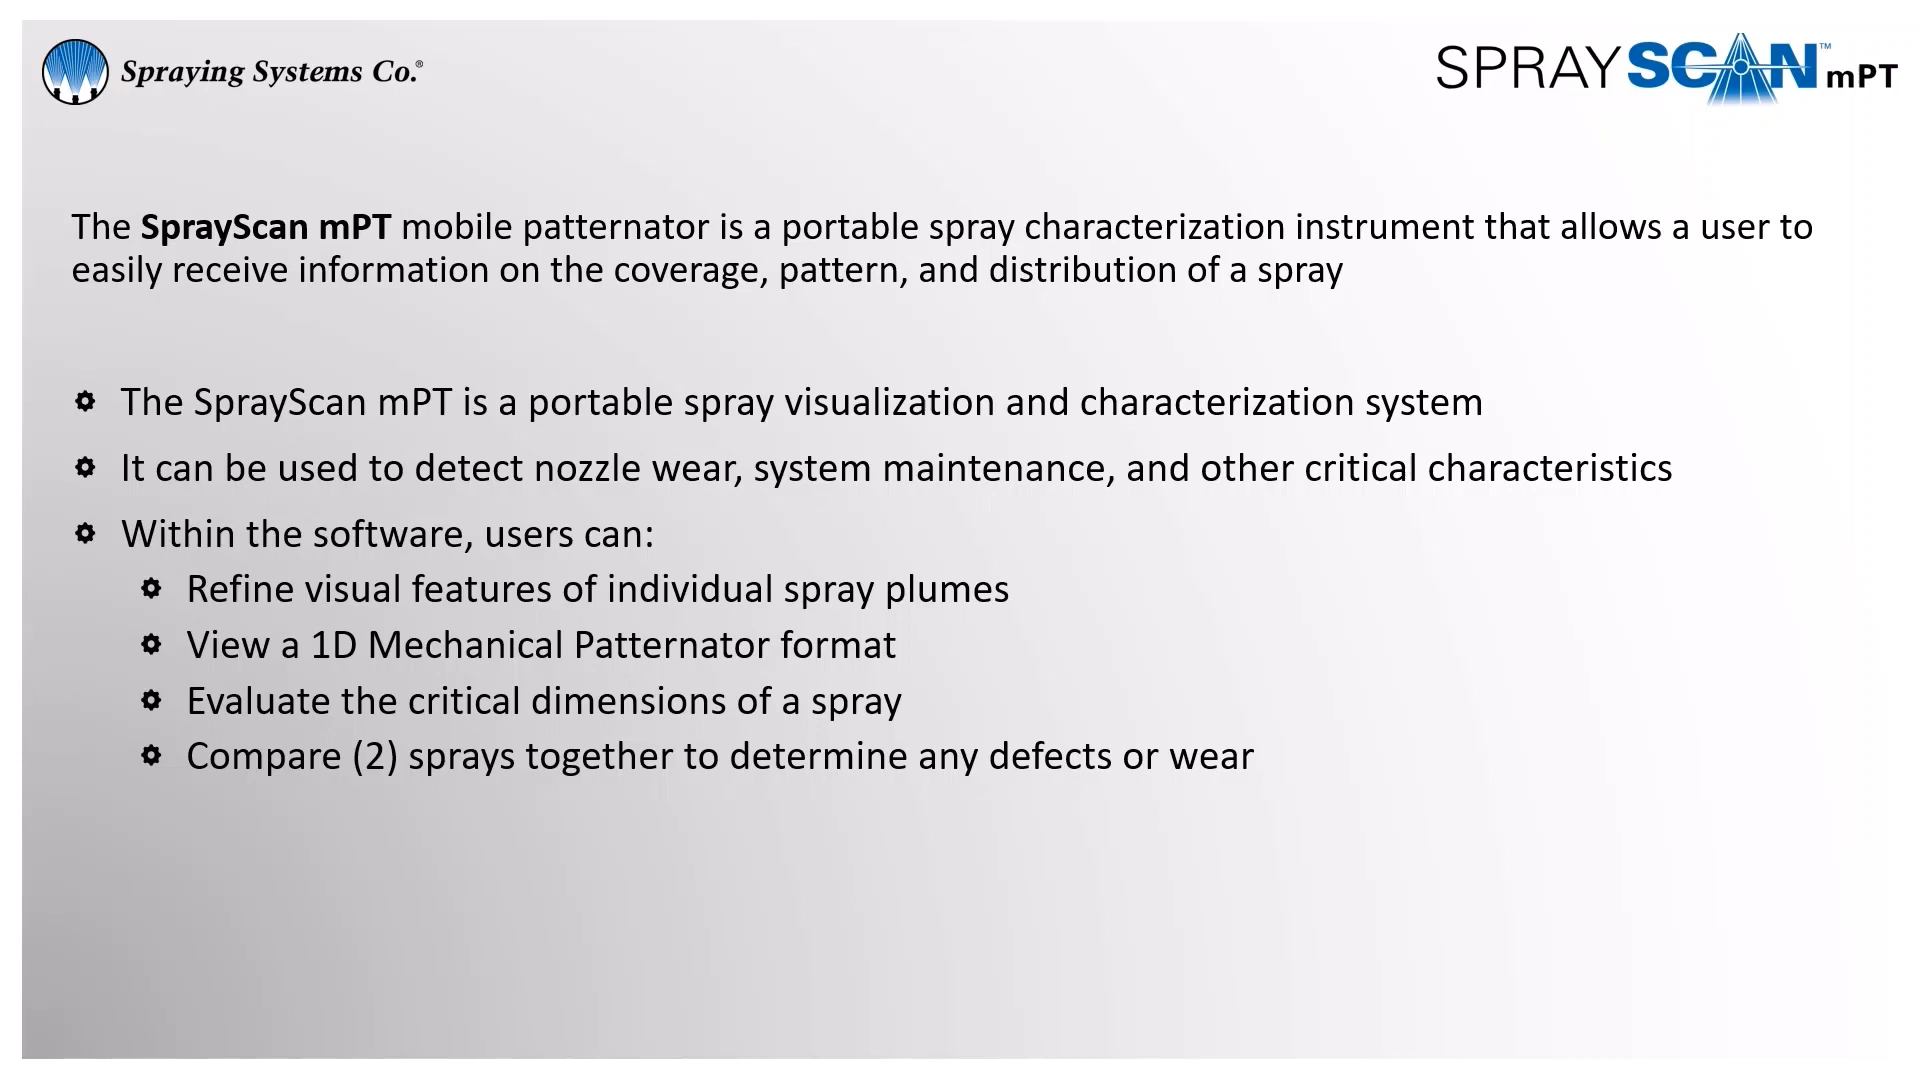 Spraying Systems Co.®
SPRAYSCAN™ mPT
The SprayScan mPT mobile patternator is a portable spray characterization instrument that allows a user to
easily receive information on the coverage, pattern, and distribution of a spray
The SprayScan mPT is a portable spray visualization and characterization system
It can be used to detect nozzle wear, system maintenance, and other critical characteristics
Within the software, users can:
Refine visual features of individual spray plumes
View a 1D Mechanical Patternator format
Evaluate the critical dimensions of a spray
Compare (2) sprays together to determine any defects or wear